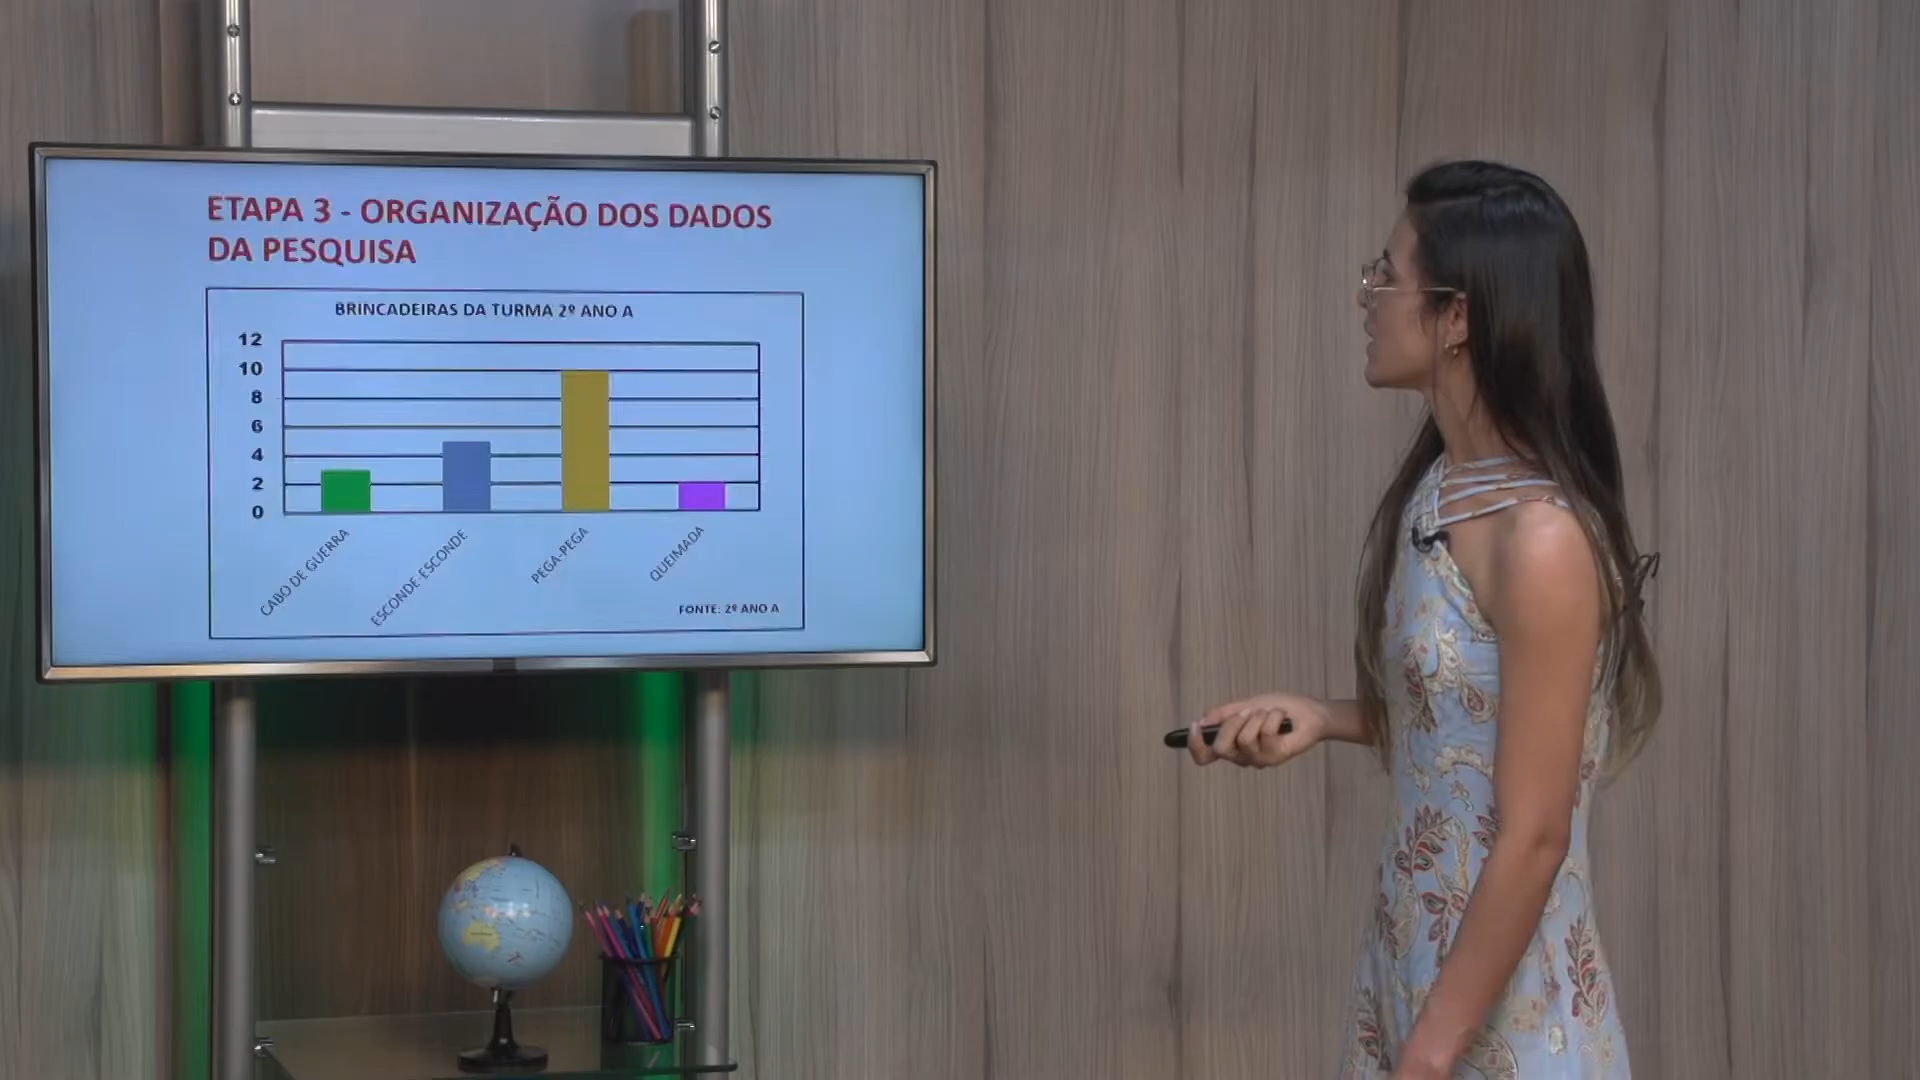 ETAPA 3 - ORGANIZAÇÃO DOS DADOS
DA PESQUISA
BRINCADEIRAS DA TURMA 2º ANO A
12
10
8
6
4
2
0
CABO DE GUERRA
ESCONDE-ESCONDE
PEGA-PEGA
QUEIMADA
FONTE: 2º ANO A